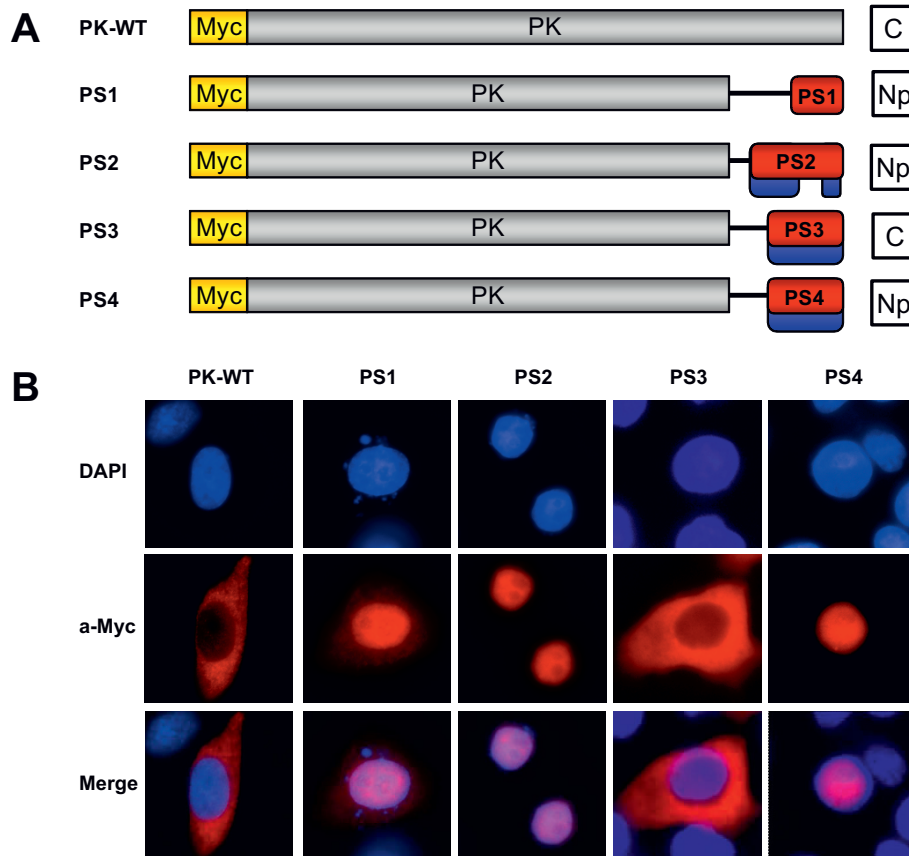 A
PK-WT Myc PK C
PS1 Myc PK PS1 Np
PS2 Myc PK PS2 Np
PS3 Myc PK PS3 C
PS4 Myc PK PS4 Np
B
PK-WT PS1 PS2 PS3 PS4
DAPI
a-Myc
Merge